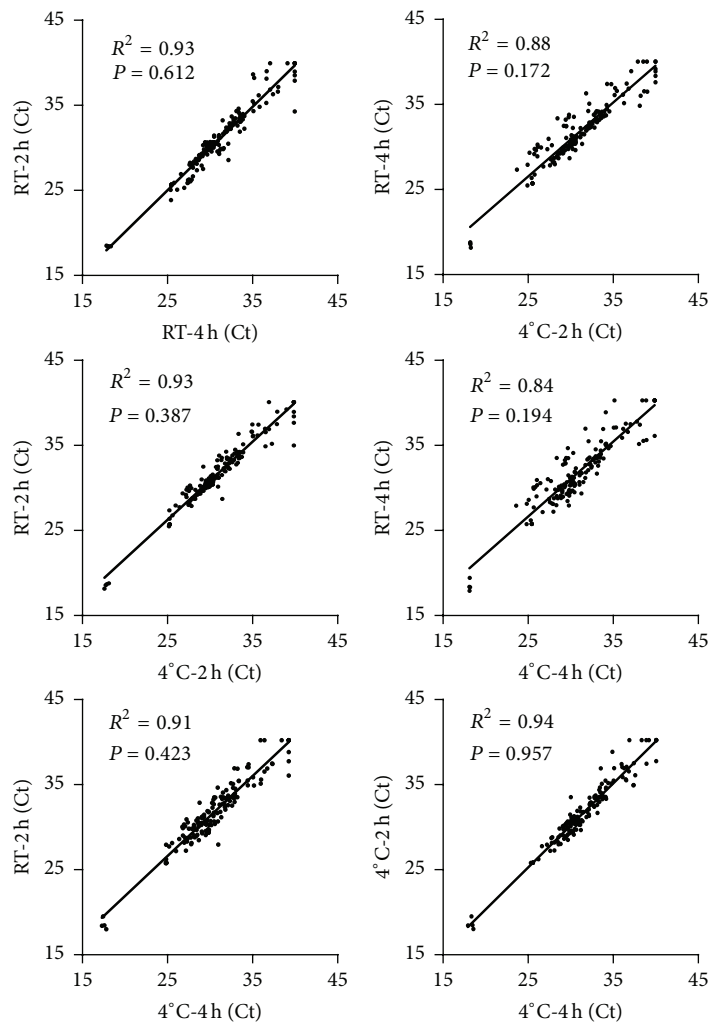 45
35
25
15
RT-2 h (Ct)
R² = 0.93
P = 0.612
15 25 35 45
RT-4 h (Ct)
45
35
25
15
RT-4 h (Ct)
R² = 0.88
P = 0.172
15 25 35 45
4°C-2 h (Ct)
45
35
25
15
RT-2 h (Ct)
R² = 0.93
P = 0.387
15 25 35 45
4°C-2 h (Ct)
45
35
25
15
RT-4 h (Ct)
R² = 0.84
P = 0.194
15 25 35 45
4°C-4 h (Ct)
45
35
25
15
RT-2 h (Ct)
R² = 0.91
P = 0.423
15 25 35 45
4°C-4 h (Ct)
45
35
25
15
4°C-2 h (Ct)
R² = 0.94
P = 0.957
15 25 35 45
4°C-4 h (Ct)